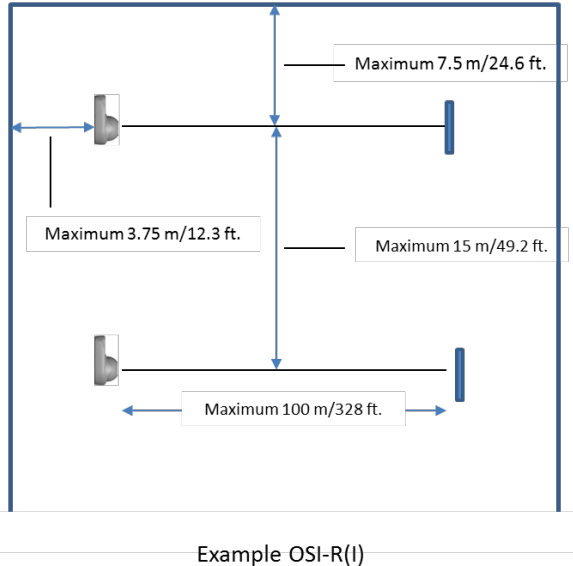 Maximum 7.5 m/24.6 ft.
Maximum 3.75 m/12.3 ft.
Maximum 15 m/49.2 ft.
Maximum 100 m/328 ft.
Example OSI-R(I)